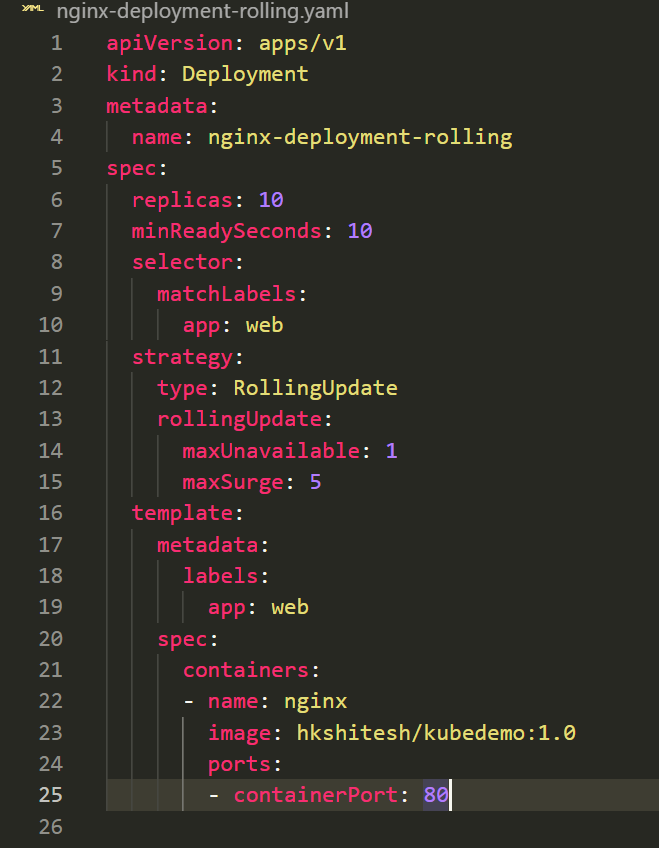 YAML nginx-deployment-rolling.yaml
1 apiVersion: apps/v1
2 kind: Deployment
3 metadata:
4   name: nginx-deployment-rolling
5 spec:
6   replicas: 10
7   minReadySeconds: 10
8   selector:
9     matchLabels:
10       app: web
11   strategy:
12     type: RollingUpdate
13     rollingUpdate:
14       maxUnavailable: 1
15       maxSurge: 5
16   template:
17     metadata:
18       labels:
19         app: web
20     spec:
21       containers:
22       - name: nginx
23         image: hkshitesh/kubedemo:1.0
24         ports:
25         - containerPort: 80
26